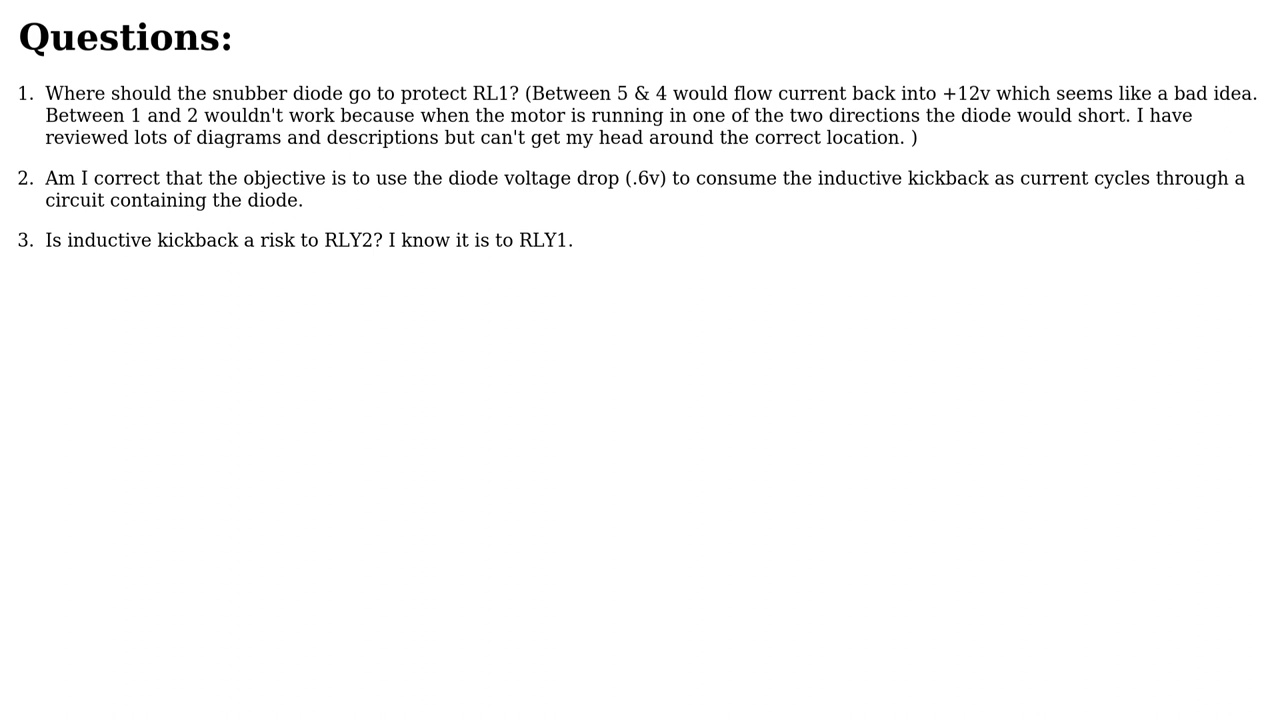 Questions:
1. Where should the snubber diode go to protect RL1? (Between 5 & 4 would flow current back into +12v which seems like a bad idea.
Between 1 and 2 wouldn't work because when the motor is running in one of the two directions the diode would short. I have
reviewed lots of diagrams and descriptions but can't get my head around the correct location. )
2. Am I correct that the objective is to use the diode voltage drop (.6v) to consume the inductive kickback as current cycles through a
circuit containing the diode.
3. Is inductive kickback a risk to RLY2? I know it is to RLY1.